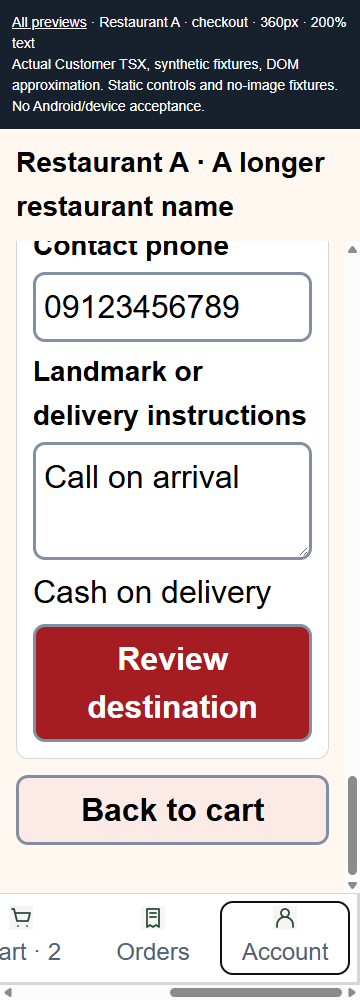 All previews · Restaurant A · checkout · 360px · 200%
text
Actual Customer TSX, synthetic fixtures, DOM
approximation. Static controls and no-image fixtures.
No Android/device acceptance.
Restaurant A · A longer
restaurant name
Contact phone
09123456789
Landmark or
delivery instructions
Call on arrival
Cash on delivery
Review
destination
Back to cart
art · 2
Orders
Account